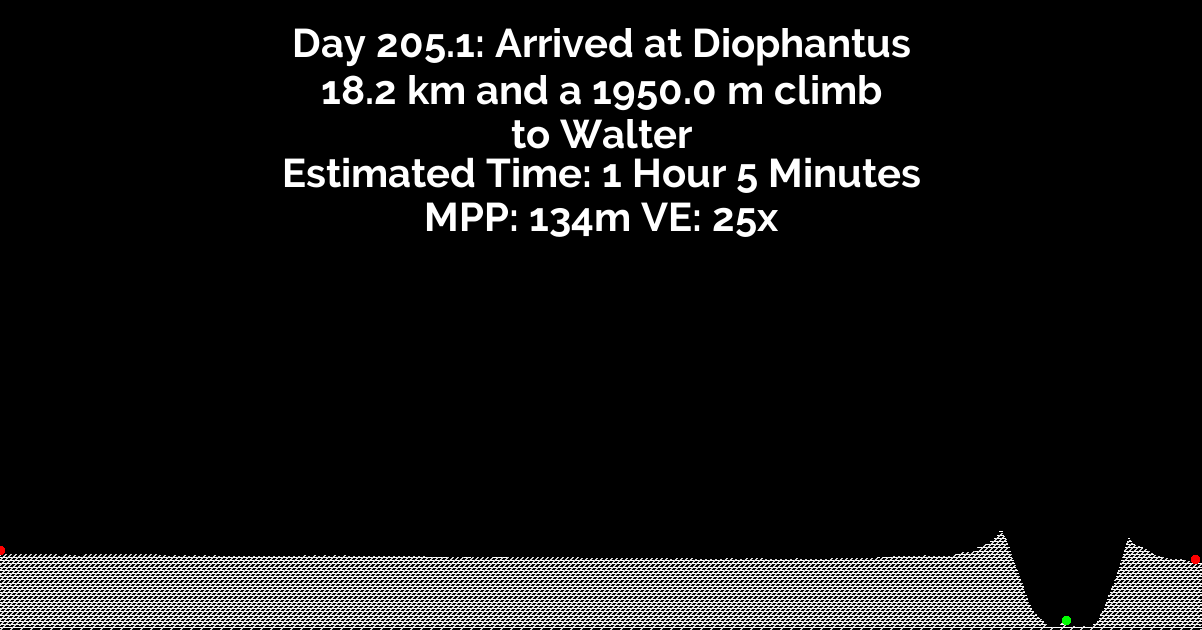 Day 205.1: Arrived at Diophantus
18.2 km and a 1950.0 m climb
to Walter
Estimated Time: 1 Hour 5 Minutes
MPP: 134m VE: 25x